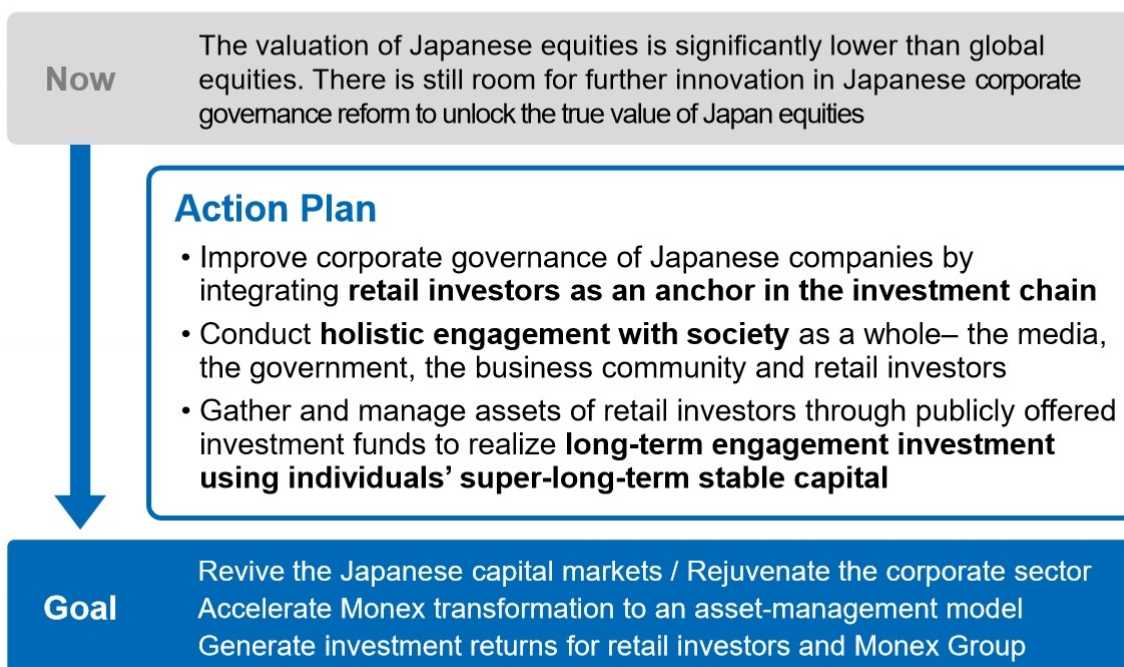 Now
The valuation of Japanese equities is significantly lower than global
equities. There is still room for further innovation in Japanese corporate
governance reform to unlock the true value of Japan equities
Action Plan
• Improve corporate governance of Japanese companies by
integrating retail investors as an anchor in the investment chain
• Conduct holistic engagement with society as a whole– the media,
the government, the business community and retail investors
• Gather and manage assets of retail investors through publicly offered
investment funds to realize long-term engagement investment
using individuals’ super-long-term stable capital
Goal
Revive the Japanese capital markets / Rejuvenate the corporate sector
Accelerate Monex transformation to an asset-management model
Generate investment returns for retail investors and Monex Group